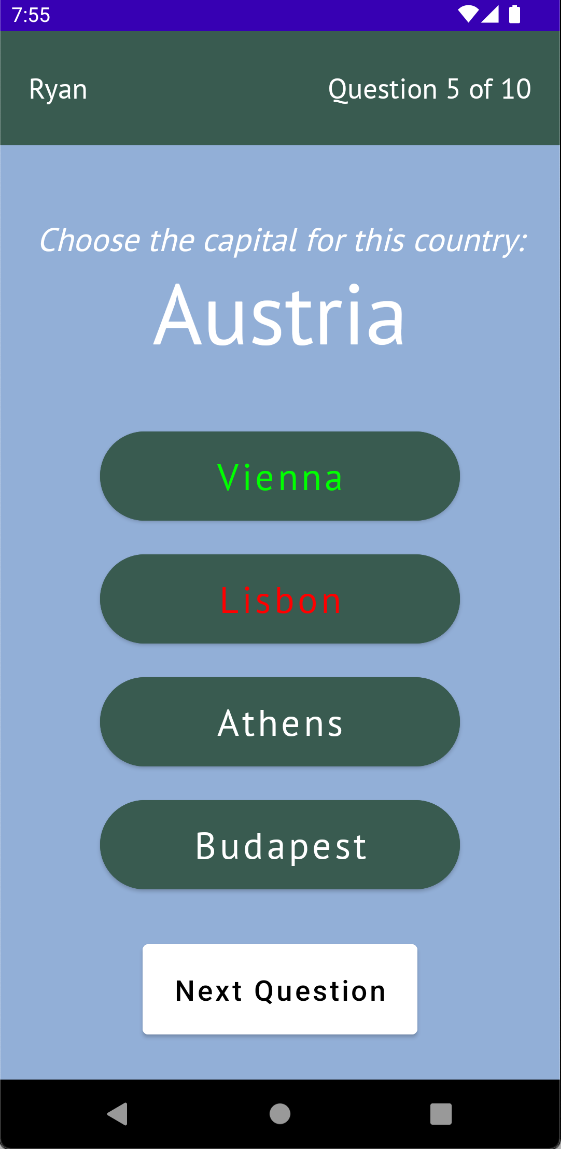 7:55
Ryan
Question 5 of 10
Choose the capital for this country:
Austria
Vienna
Lisbon
Athens
Budapest
Next Question